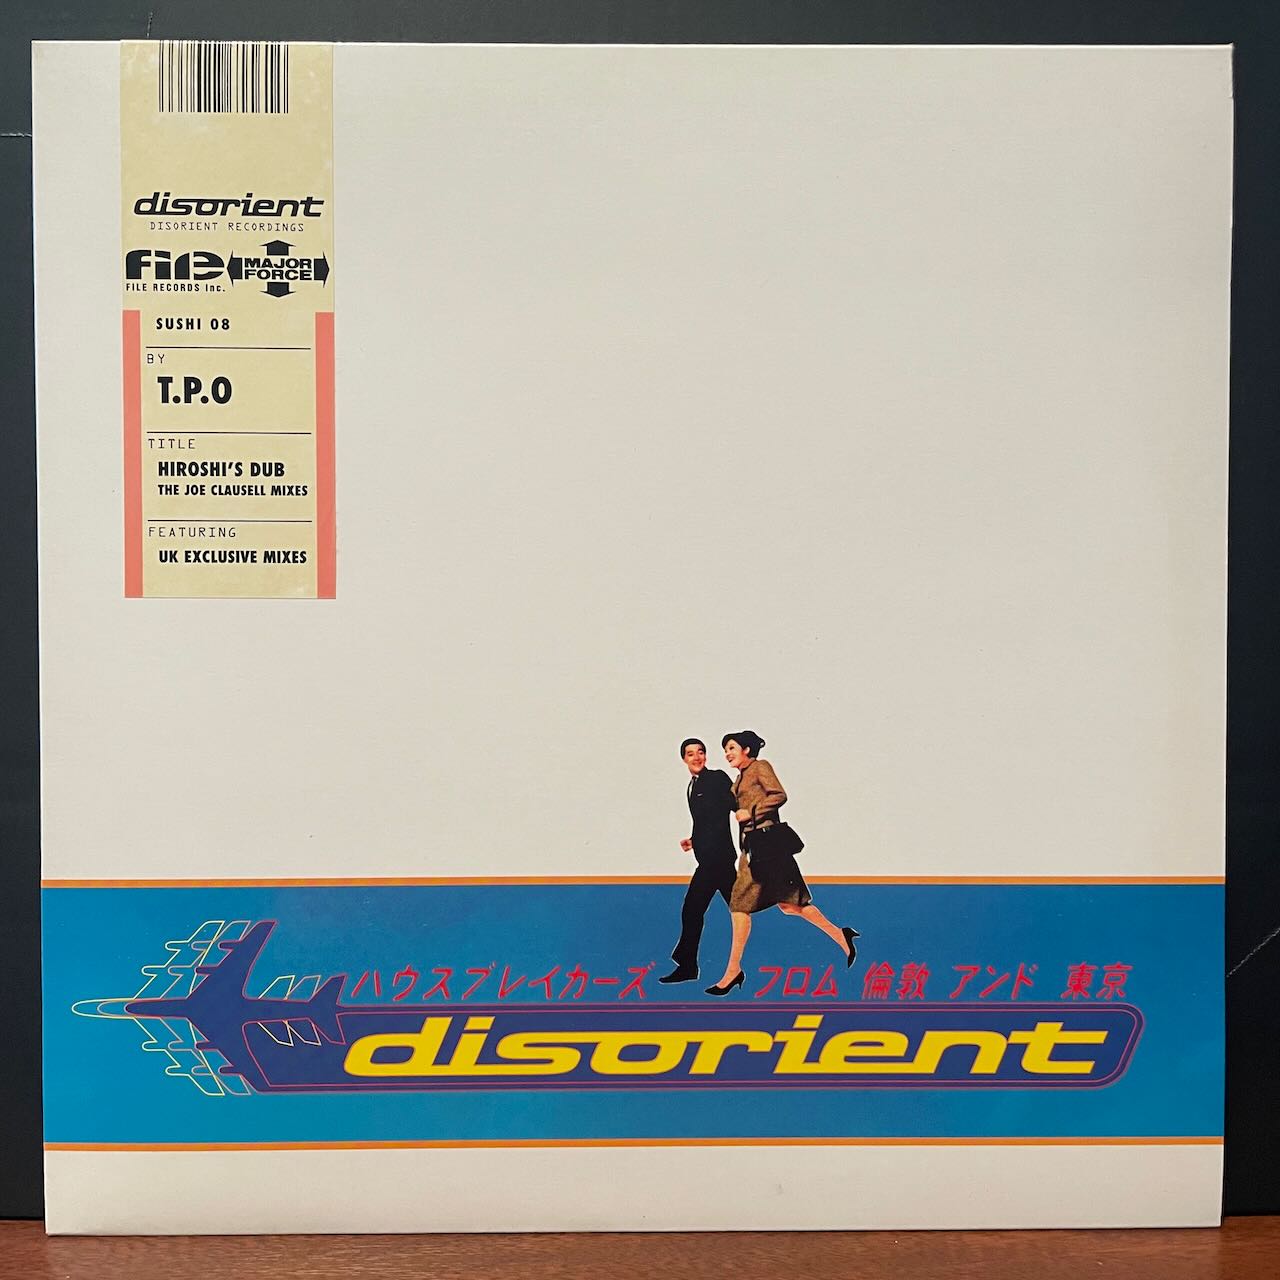 disorient
DISORIENT RECORDINGS
FILE
FILE RECORDS Inc.
MAJOR
FORCE
SUSHI 08
BY
T.P.O
TITLE
HIROSHI'S DUB
THE JOE CLAUSELL MIXES
FEATURING
UK EXCLUSIVE MIXES
ハウスブレイカーズ フロム 倫敦 アンド 東京
disorient